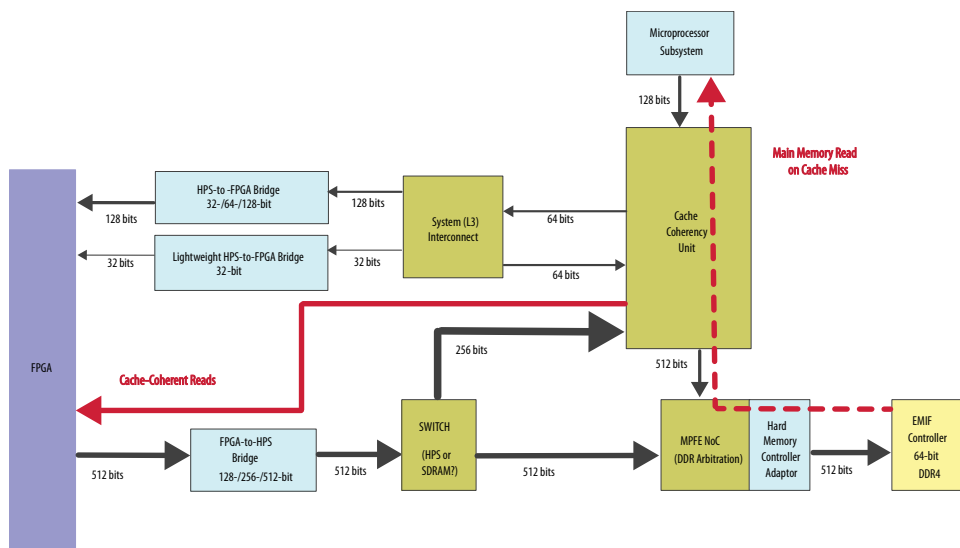 Microprocessor
Subsystem
128 bits
Main Memory Read
on Cache Miss
HPS-to -FPGA Bridge
32-/64-/128-bit
128 bits
128 bits
System (L3)
Interconnect
64 bits
Cache
Coherency
Unit
Lightweight HPS-to-FPGA Bridge
32-bit
32 bits
32 bits
64 bits
256 bits
512 bits
FPGA
Cache-Coherent Reads
FPGA-to-HPS
Bridge
128-/256-/512-bit
512 bits
512 bits
SWITCH
(HPS or
SDRAM?)
512 bits
MPFE NoC
(DDR Arbitration)
Hard
Memory
Controller
Adaptor
512 bits
EMIF
Controller
64-bit
DDR4